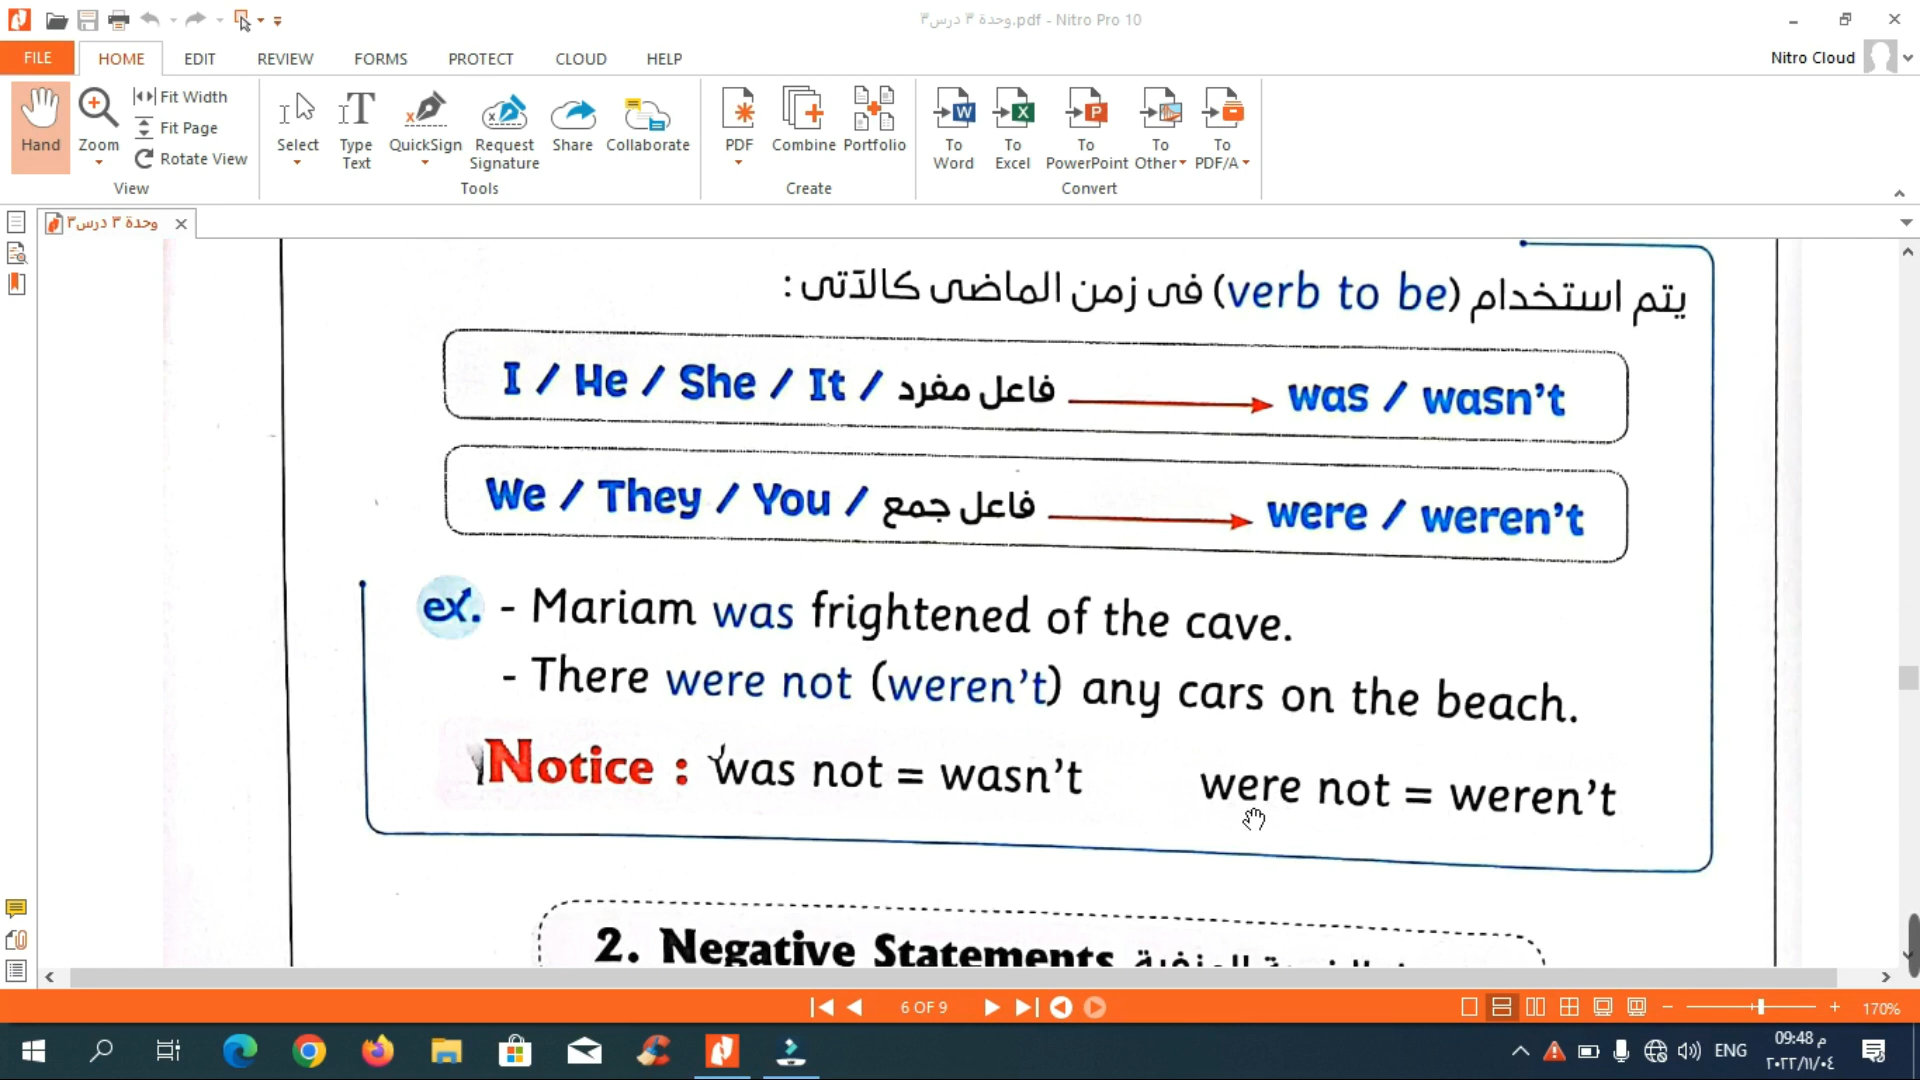 وحدة ٣ درس٣.pdf - Nitro Pro 10
FILE HOME EDIT REVIEW FORMS PROTECT CLOUD HELP Nitro Cloud
Hand Zoom Fit Width Fit Page Rotate View
Select Type Text QuickSign Request Signature Share Collaborate
PDF Combine Portfolio
To Word To Excel To PowerPoint To Other To PDF/A
View Tools Create Convert
وحدة ٣ درس٣
يتم استخدام (verb to be) فى زمن الماضى كالآتى :
I / He / She / It / فاعل مفرد was / wasn't
We / They / You / فاعل جمع were / weren't
ex. - Mariam was frightened of the cave.
- There were not (weren't) any cars on the beach.
Notice : was not = wasn't were not = weren't
2. Negative Statements
6 OF 9 170%
ENG
09:48 م
٢٠٢٢/١١/٠٤